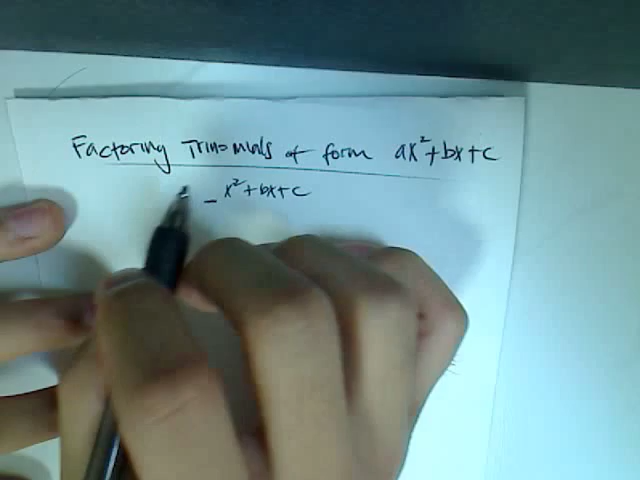 Factoring Trinomials of form ax²+bx+c
_ x²+bx+c